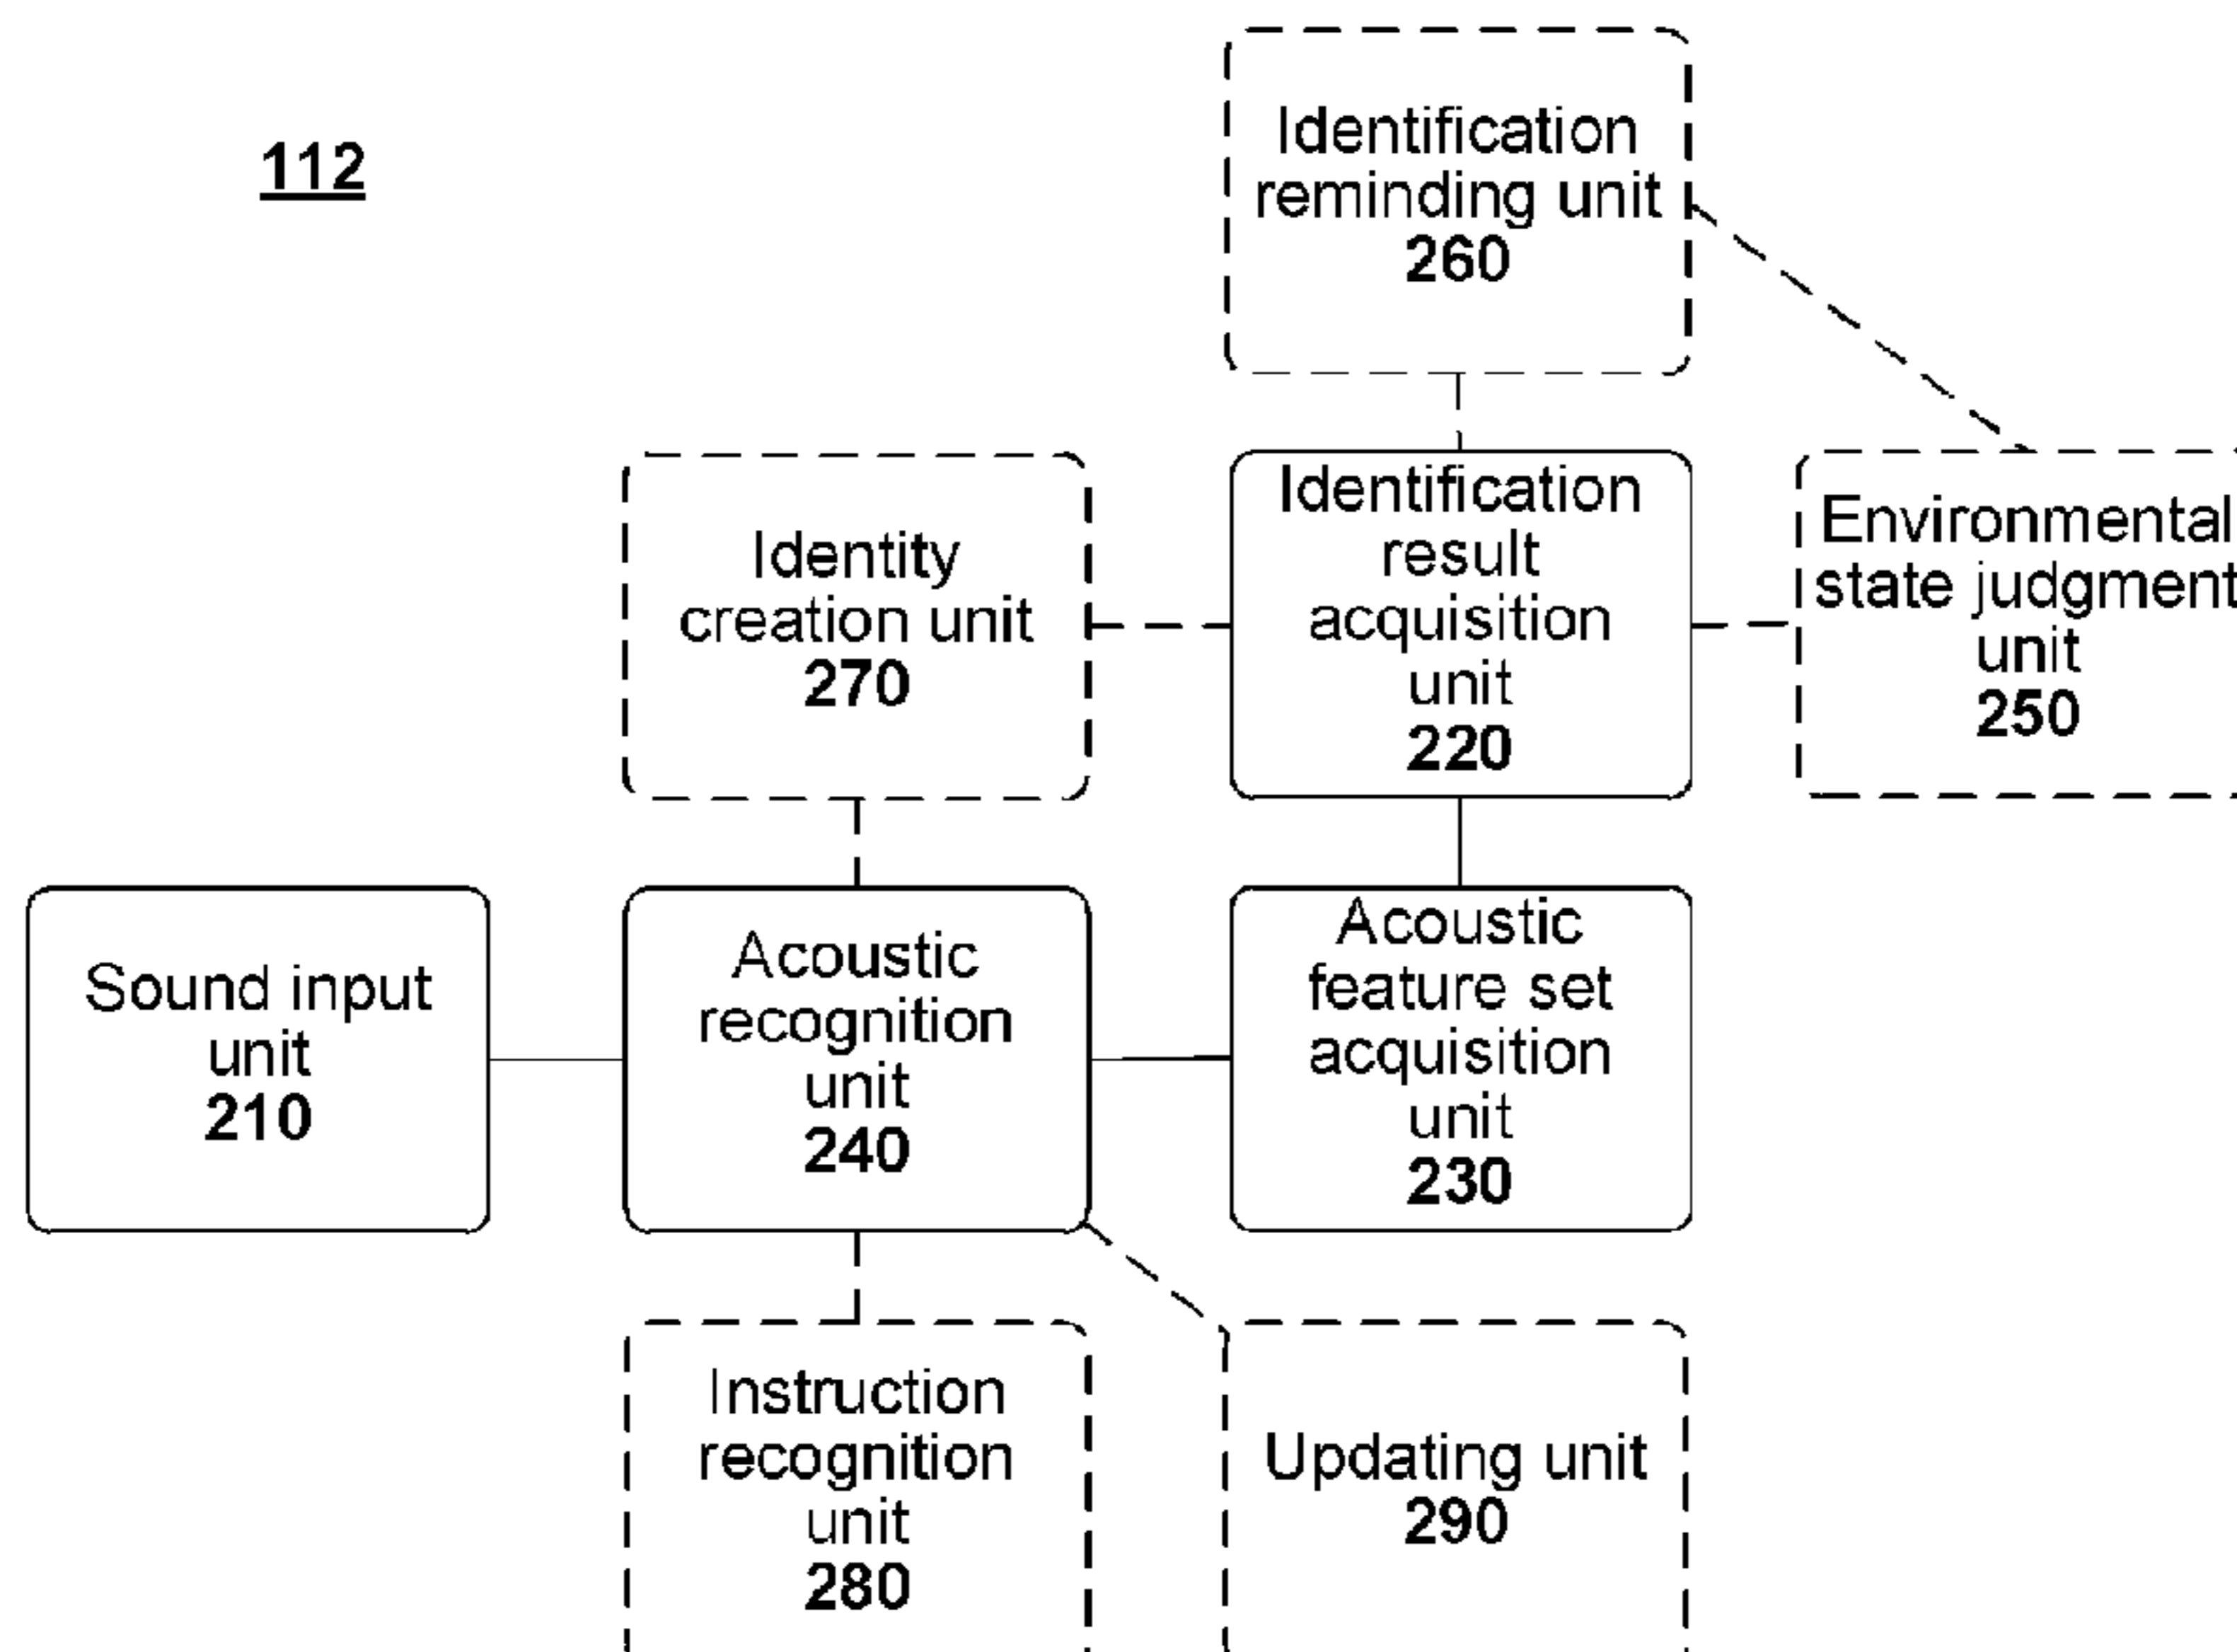 112
Identification
reminding unit
260
Identity
creation unit
270
Identification
result
acquisition
unit
220
Environmental
state judgment
unit
250
Sound input
unit
210
Acoustic
recognition
unit
240
Acoustic
feature set
acquisition
unit
230
Instruction
recognition
unit
280
Updating unit
290